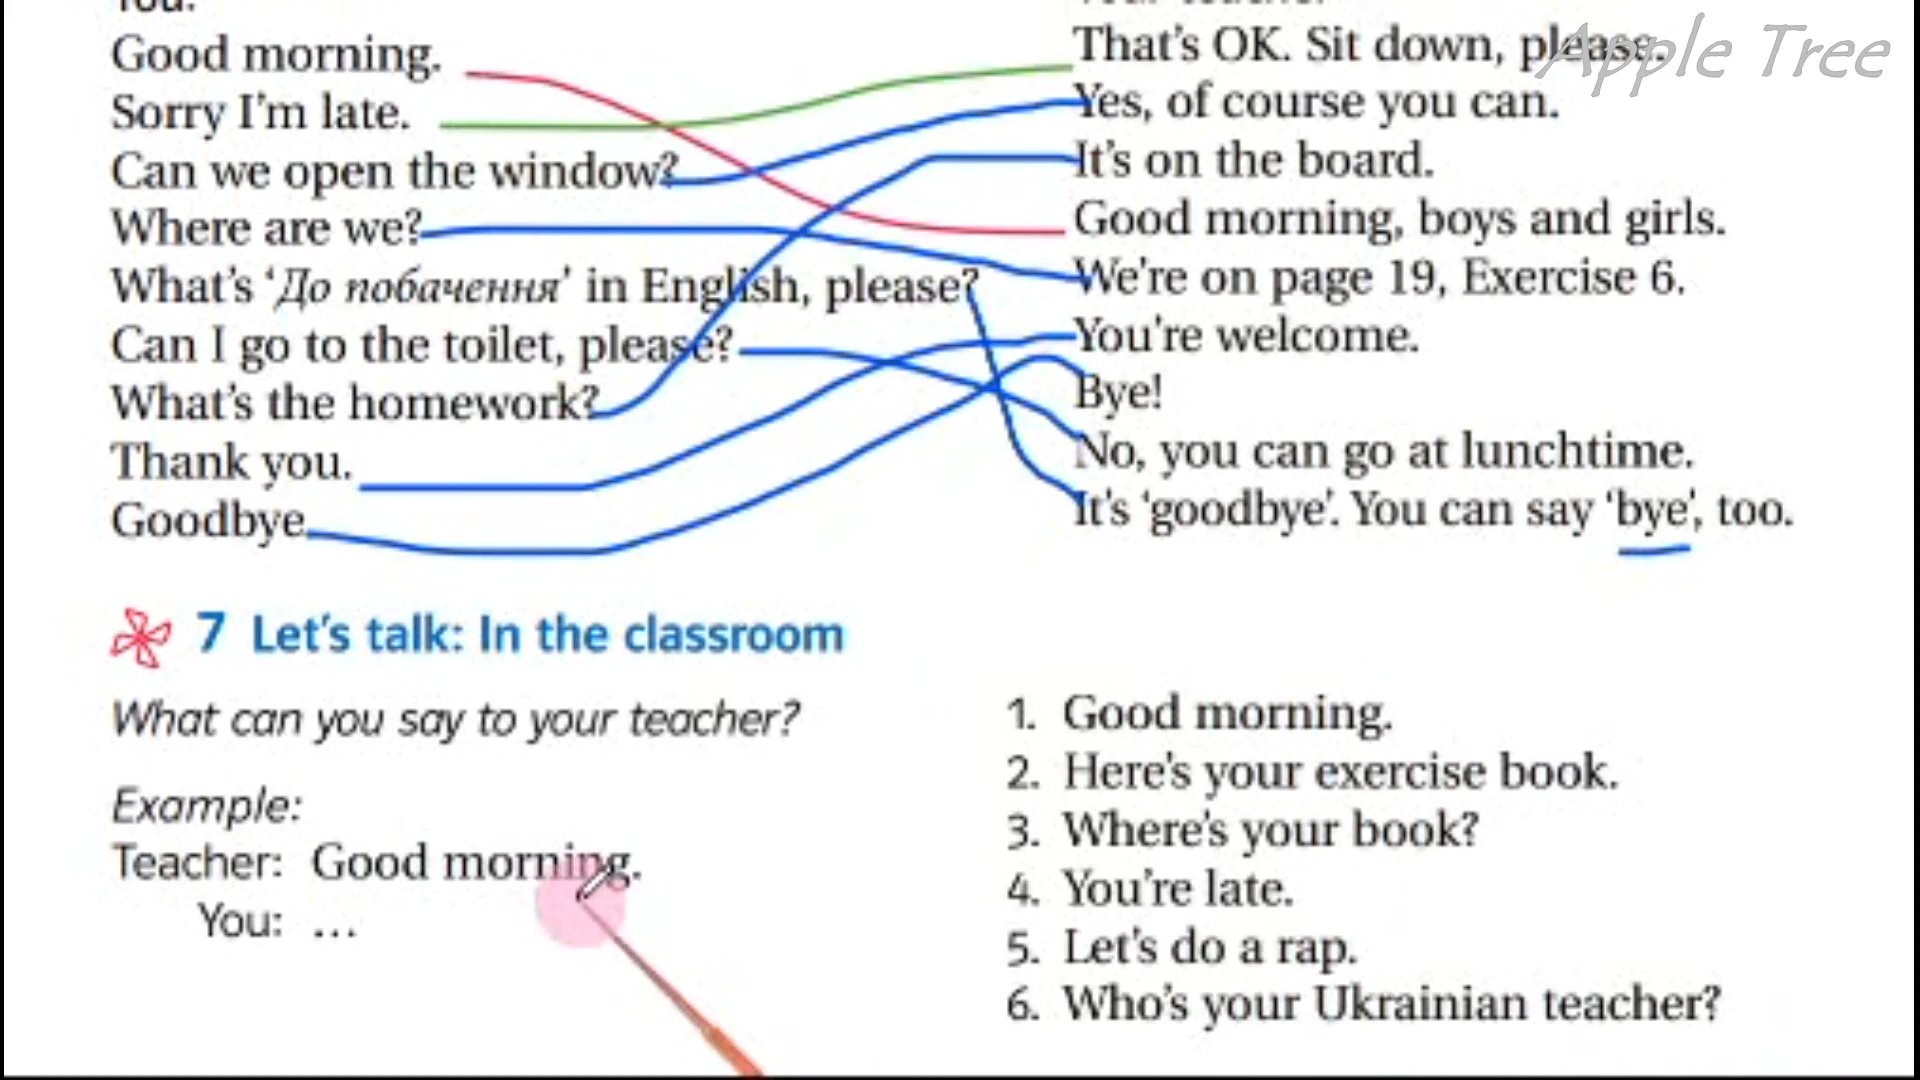 You:
Good morning.
Sorry I'm late.
Can we open the window?
Where are we?
What's ‘До побачення’ in English, please?
Can I go to the toilet, please?
What's the homework?
Thank you.
Goodbye.
That's OK. Sit down, please.
Yes, of course you can.
It's on the board.
Good morning, boys and girls.
We're on page 19, Exercise 6.
You're welcome.
Bye!
No, you can go at lunchtime.
It's ‘goodbye’. You can say ‘bye’, too.
Apple Tree
7 Let's talk: In the classroom
What can you say to your teacher?
Example:
Teacher: Good morning.
You: ...
1. Good morning.
2. Here's your exercise book.
3. Where's your book?
4. You're late.
5. Let's do a rap.
6. Who's your Ukrainian teacher?